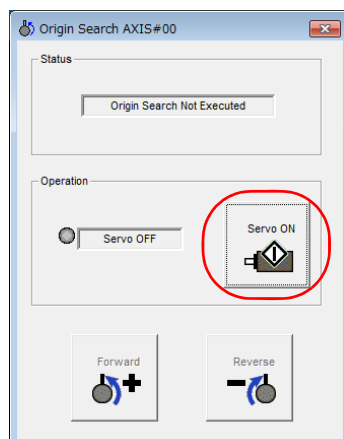 Origin Search AXIS#00
Status
Origin Search Not Executed
Operation
Servo OFF
Servo ON
Forward
Reverse